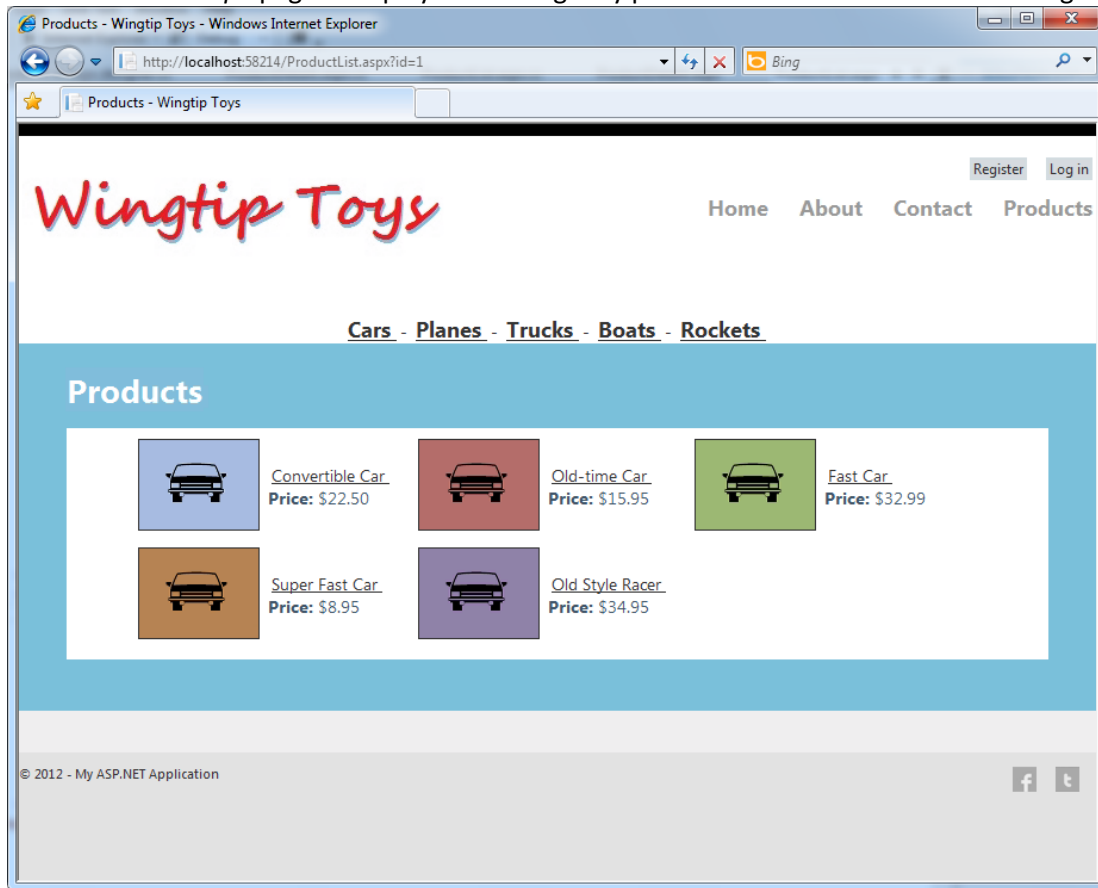 Products - Wingtip Toys - Windows Internet Explorer
http://localhost:58214/ProductList.aspx?id=1
Bing
Products - Wingtip Toys
Register Log in
Wingtip Toys
Home About Contact Products
Cars - Planes - Trucks - Boats - Rockets
Products
Convertible Car
Price: $22.50
Old-time Car
Price: $15.95
Fast Car
Price: $32.99
Super Fast Car
Price: $8.95
Old Style Racer
Price: $34.95
© 2012 - My ASP.NET Application
f t